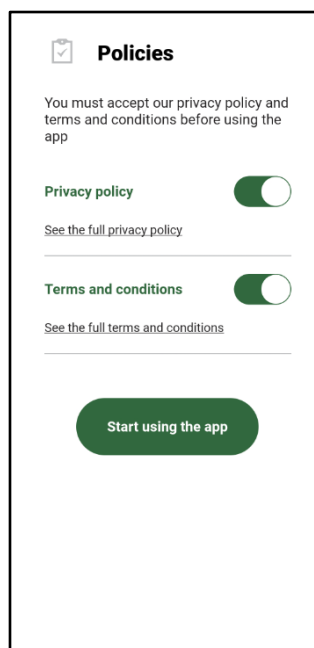 Policies
You must accept our privacy policy and
terms and conditions before using the
app
Privacy policy
See the full privacy policy
Terms and conditions
See the full terms and conditions
Start using the app